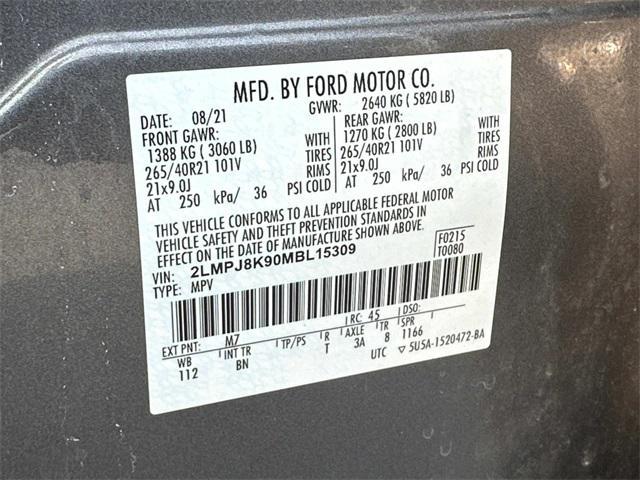 MFD. BY FORD MOTOR CO.
DATE: 08/21 GVWR: 2640 KG ( 5820 LB)
FRONT GAWR: REAR GAWR:
1388 KG ( 3060 LB) WITH 1270 KG ( 2800 LB) WITH
265/40R21 101V TIRES 265/40R21 101V TIRES
21x9.0J RIMS 21x9.0J RIMS
AT 250 kPa/ 36 PSI COLD AT 250 kPa/ 36 PSI COLD
THIS VEHICLE CONFORMS TO ALL APPLICABLE FEDERAL MOTOR
VEHICLE SAFETY AND THEFT PREVENTION STANDARDS IN
EFFECT ON THE DATE OF MANUFACTURE SHOWN ABOVE.
VIN: 2LMPJ8K90MBL15309 F0215
TYPE: MPV T0080
EXT PNT: M7 RC: 45 DSO:
WB INT TR TP/PS R AXLE TR SPR
112 BN T 3A 8 1166
UTC ▽ 5U5A-1520472-BA